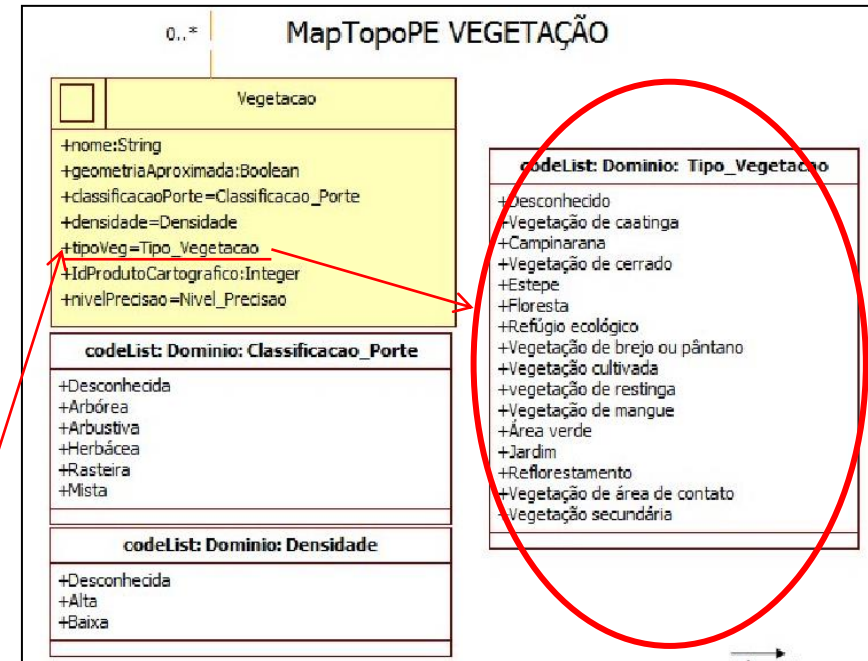 0..*
MapTopoPE VEGETAÇÃO
Vegetacao
+nome:String
+geometriaAproximada:Boolean
+classificacaoPorte=Classificacao_Porte
+densidade=Densidade
+tipoVeg=Tipo_Vegetacao
+IdProdutoCartografico:Integer
+nivelPrecisao=Nivel_Precisao
codeList: Dominio: Classificacao_Porte
+Desconhecida
+Arbórea
+Arbustiva
+Herbácea
+Rasteira
+Mista
codeList: Dominio: Densidade
+Desconhecida
+Alta
+Baixa
codeList: Dominio: Tipo_Vegetacao
+Desconhecido
+Vegetação de caatinga
+Campinarana
+Vegetação de cerrado
+Estepe
+Floresta
+Refúgio ecológico
+Vegetação de brejo ou pântano
+Vegetação cultivada
+vegetação de restinga
+Vegetação de mangue
+Área verde
+Jardim
+Reflorestamento
+Vegetação de área de contato
+Vegetação secundária